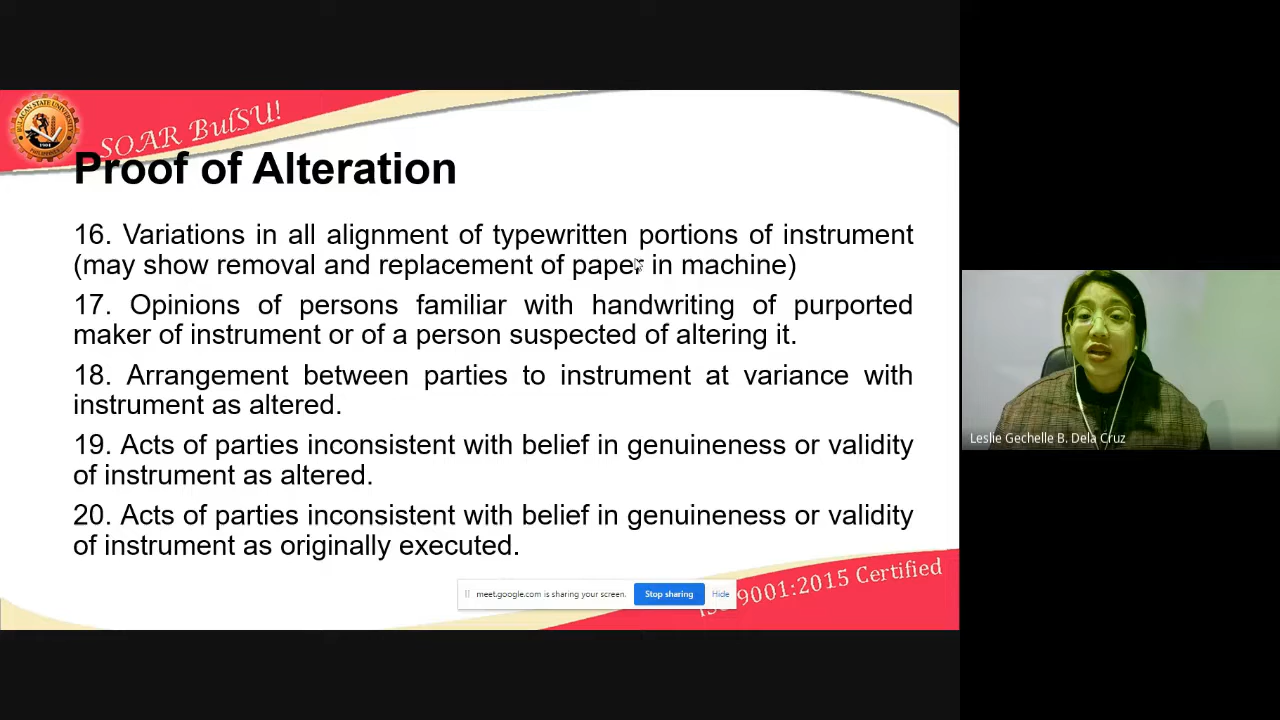 SOAR BulSU!
Proof of Alteration
16. Variations in all alignment of typewritten portions of instrument
(may show removal and replacement of paper in machine)
17. Opinions of persons familiar with handwriting of purported
maker of instrument or of a person suspected of altering it.
18. Arrangement between parties to instrument at variance with
instrument as altered.
19. Acts of parties inconsistent with belief in genuineness or validity
of instrument as altered.
20. Acts of parties inconsistent with belief in genuineness or validity
of instrument as originally executed.
meet.google.com is sharing your screen.
Stop sharing
Hide
ISO 9001:2015 Certified
Leslie Gechelle B. Dela Cruz